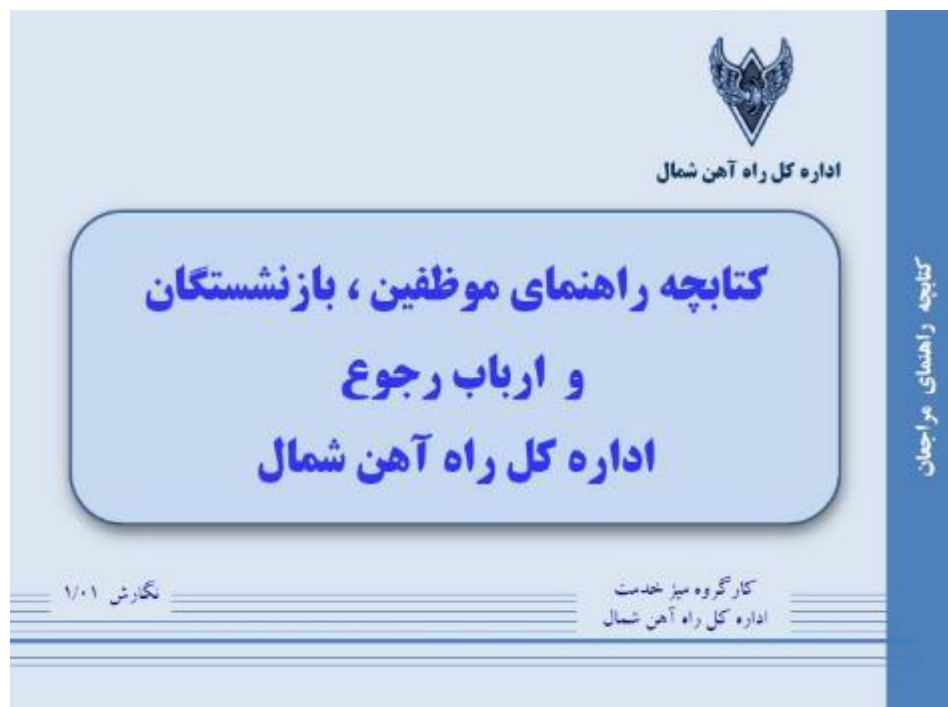 اداره کل راه آهن شمال
کتابچه راهنمای موظفین ، بازنشستگان
و ارباب رجوع
اداره کل راه آهن شمال
کتابچه راهنمای مراجعان
کارگروه میز خدمت
اداره کل راه آهن شمال
نگارش ۱/۰۱